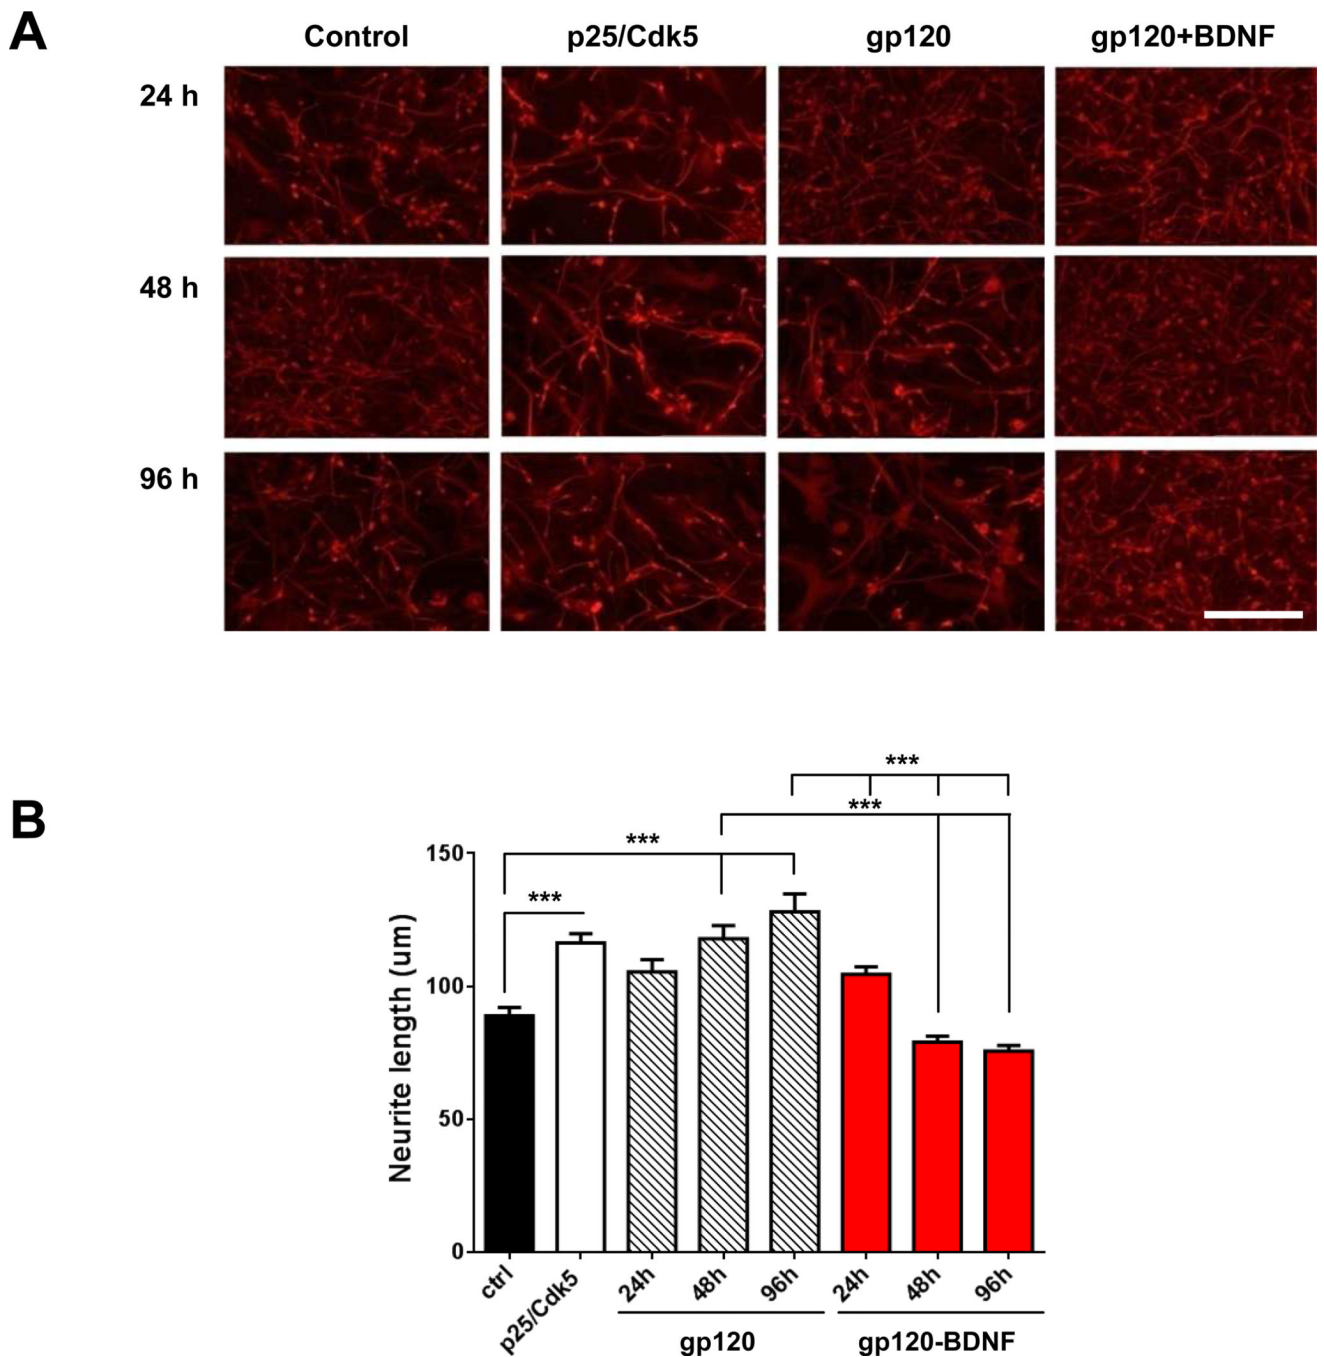 A
Control p25/Cdk5 gp120 gp120+BDNF
24 h
48 h
96 h
B
***
***
***
***
150
100
50
0
Neurite length (um)
ctrl p25/Cdk5 24h 48h 96h 24h 48h 96h
gp120 gp120-BDNF